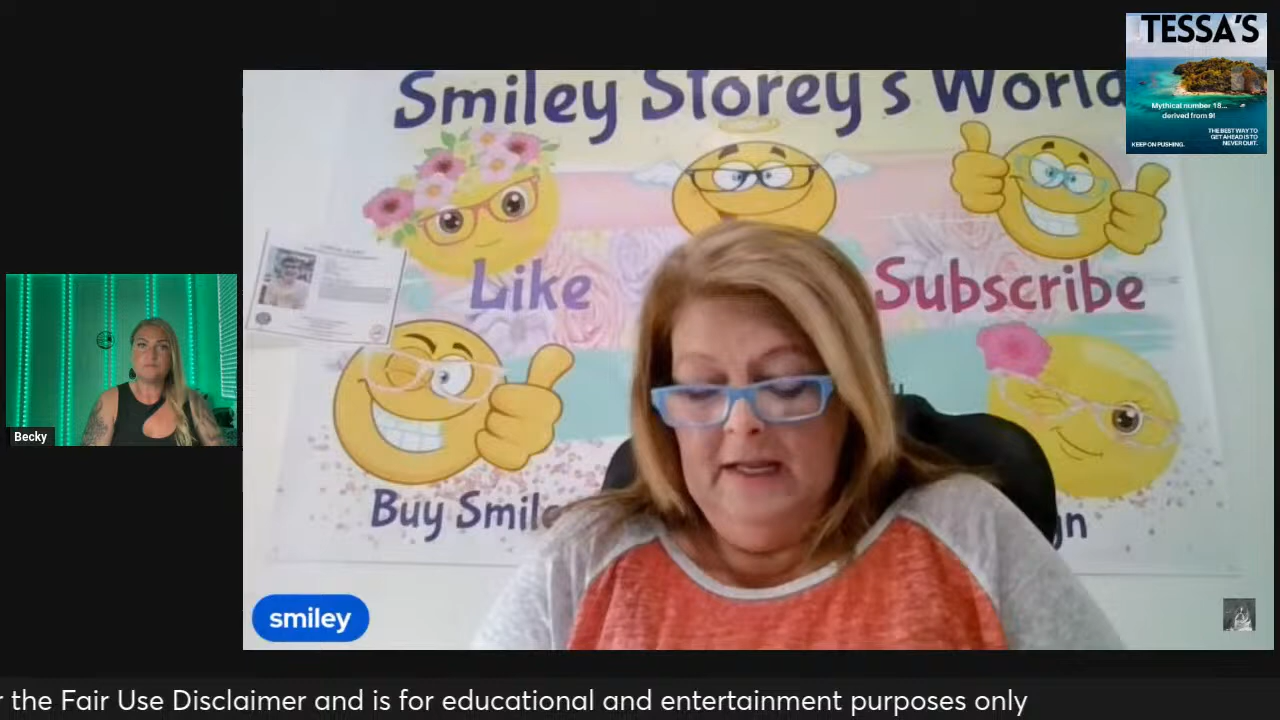 TESSA'S
Mythical number 18...
derived from 9!
THE BEST WAY TO
GET AHEAD IS TO
NEVER QUIT.
KEEP ON PUSHING.
Smiley Storey's World
Like
Subscribe
Buy Smile
gn
Becky
smiley
r the Fair Use Disclaimer and is for educational and entertainment purposes only